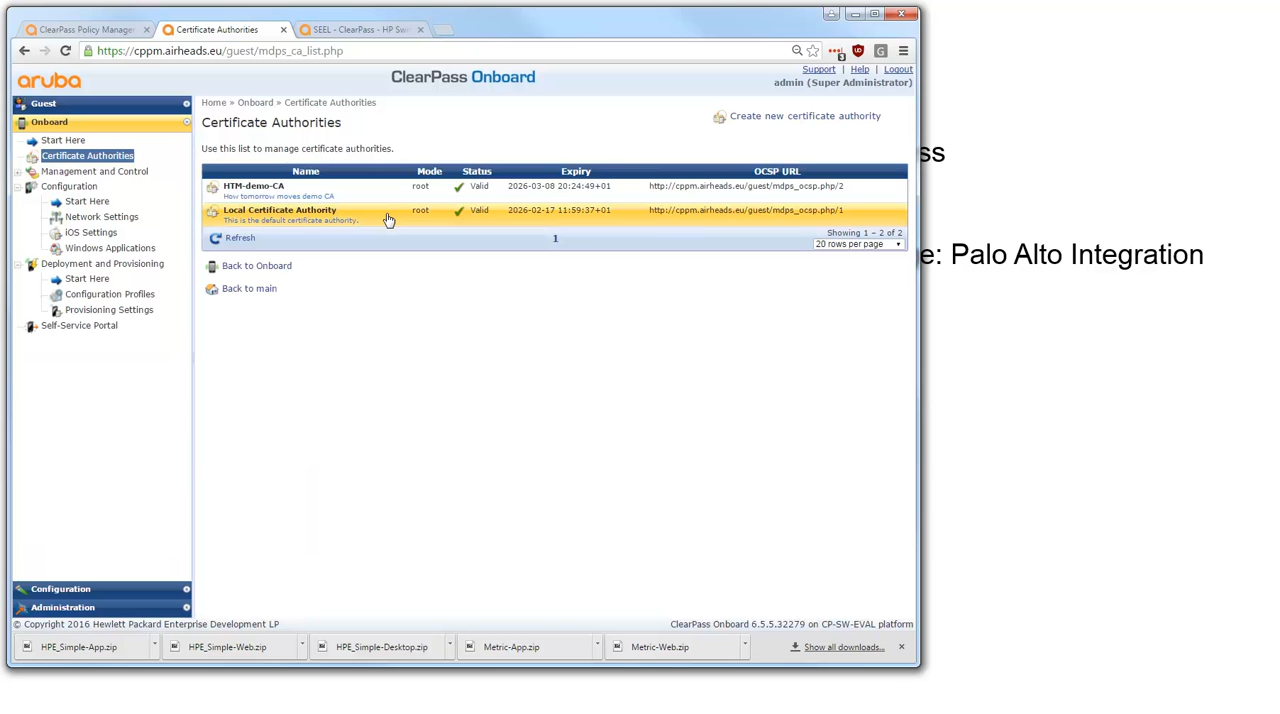 ClearPass Policy Manager
Certificate Authorities
SEEL - ClearPass - HP Sw
https://cppm.airheads.eu/guest/mdps_ca_list.php
3
G
aruba
ClearPass Onboard
Support | Help | Logout
admin (Super Administrator)
Guest
Onboard
Start Here
Certificate Authorities
Management and Control
Configuration
Start Here
Network Settings
iOS Settings
Windows Applications
Deployment and Provisioning
Start Here
Configuration Profiles
Provisioning Settings
Self-Service Portal
Configuration
Administration
Home » Onboard » Certificate Authorities
Certificate Authorities
Create new certificate authority
Use this list to manage certificate authorities.
Name Mode Status Expiry OCSP URL
HTM-demo-CA root Valid 2026-03-08 20:24:49+01 http://cppm.airheads.eu/guest/mdps_ocsp.php/2
How tomorrow moves demo CA
Local Certificate Authority root Valid 2026-02-17 11:59:37+01 http://cppm.airheads.eu/guest/mdps_ocsp.php/1
This is the default certificate authority.
Refresh 1 Showing 1 – 2 of 2
20 rows per page
Back to Onboard
Back to main
© Copyright 2016 Hewlett Packard Enterprise Development LP
ClearPass Onboard 6.5.5.32279 on CP-SW-EVAL platform
HPE_Simple-App.zip
HPE_Simple-Web.zip
HPE_Simple-Desktop.zip
Metric-App.zip
Metric-Web.zip
Show all downloads...
ss
e: Palo Alto Integration